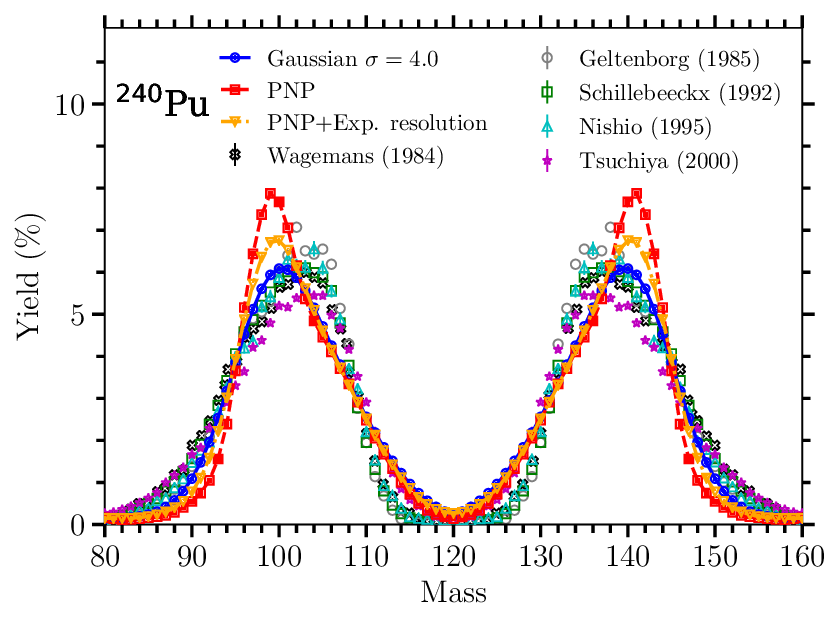 ²⁴⁰Pu
Gaussian σ = 4.0
PNP
PNP+Exp. resolution
Wagemans (1984)
Geltenborg (1985)
Schillebeeckx (1992)
Nishio (1995)
Tsuchiya (2000)
Yield (%)
10
5
0
80 90 100 110 120 130 140 150 160
Mass